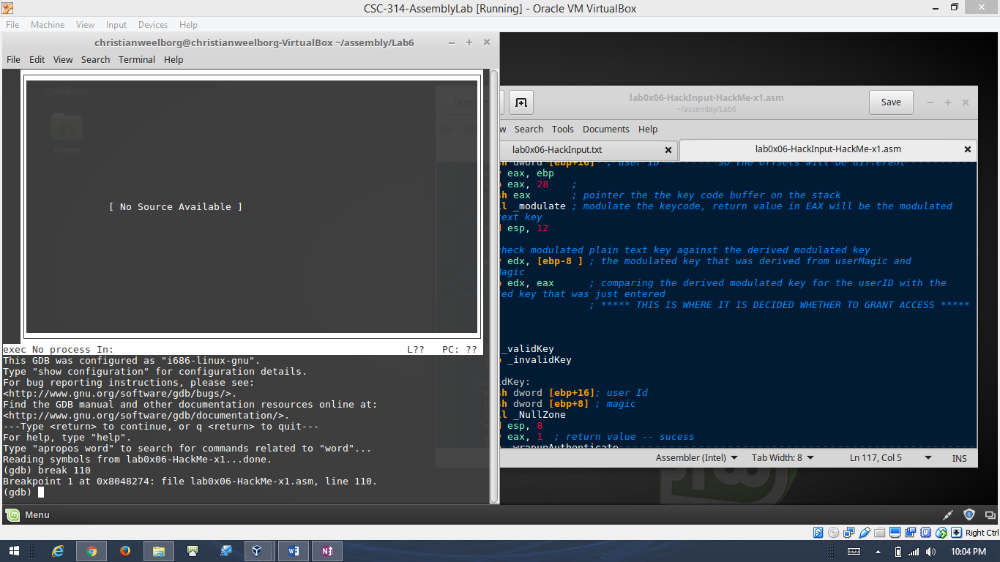 CSC-314-AssemblyLab [Running] - Oracle VM VirtualBox
File Machine View Input Devices Help
christianweelborg@christianweelborg-VirtualBox ~/assembly/Lab6
File Edit View Search Terminal Help
Computer
Home
[ No Source Available ]
exec No process In: L?? PC: ??
This GDB was configured as "i686-linux-gnu".
Type "show configuration" for configuration details.
For bug reporting instructions, please see:
<http://www.gnu.org/software/gdb/bugs/>.
Find the GDB manual and other documentation resources online at:
<http://www.gnu.org/software/gdb/documentation/>.
---Type <return> to continue, or q <return> to quit---
For help, type "help".
Type "apropos word" to search for commands related to "word"...
Reading symbols from lab0x06-HackMe-x1...done.
(gdb) break 110
Breakpoint 1 at 0x8048274: file lab0x06-HackMe-x1.asm, line 110.
(gdb)
Open
lab0x06-HackInput-HackMe-x1.asm
~/assembly/Lab6
Save
w Search Tools Documents Help
lab0x06-HackInput.txt
lab0x06-HackInput-HackMe-x1.asm
h dword [ebp+16] ; user ID ------- so the offsets will be different
eax, ebp
eax, 28 ;
sh eax ; pointer the the key code buffer on the stack
ll _modulate ; modulate the keycode, return value in EAX will be the modulated
ext key
d esp, 12
heck modulated plain text key against the derived modulated key
edx, [ebp-8 ] ; the modulated key that was derived from userMagic and
agic
edx, eax ; comparing the derived modulated key for the userID with the
ed key that was just entered
; ***** THIS IS WHERE IT IS DECIDED WHETHER TO GRANT ACCESS *****
_validKey
_invalidKey
_validKey:
sh dword [ebp+16]; user Id
sh dword [ebp+8] ; magic
ll _NullZone
d esp, 8
eax, 1 ; return value -- sucess
_wrapupAuthenticate
Assembler (Intel) Tab Width: 8 Ln 117, Col 5 INS
Menu
Right Ctrl
10:04 PM